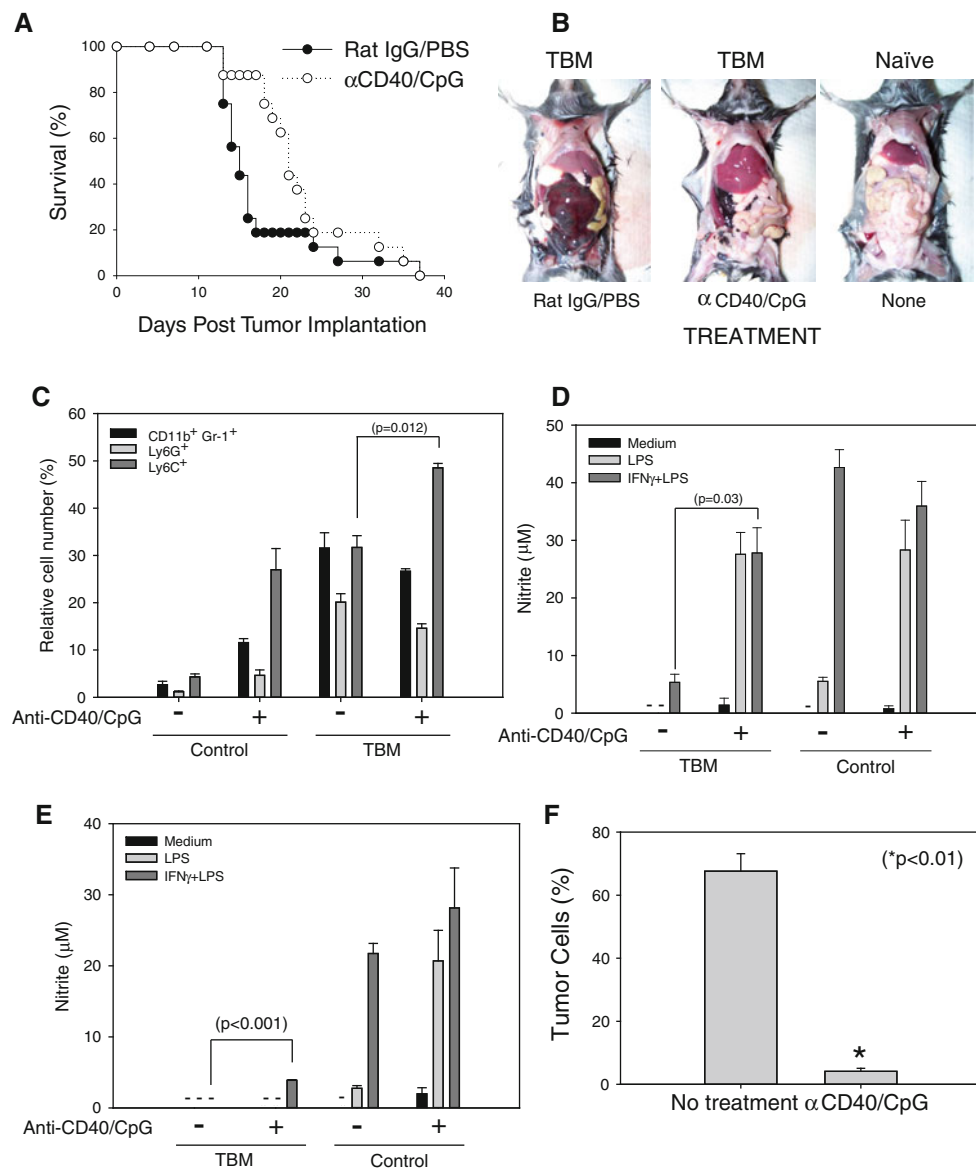 A
Rat IgG/PBS
αCD40/CpG
100
80
60
40
20
0
Survival (%)
0 10 20 30 40
Days Post Tumor Implantation
B
TBM TBM Naïve
Rat IgG/PBS αCD40/CpG None
TREATMENT
C
CD11b+ Gr-1+
Ly6G+
Ly6C+
(p=0.012)
60
50
40
30
20
10
0
Relative cell number (%)
Anti-CD40/CpG - + - +
Control TBM
D
Medium
LPS
IFNγ+LPS
(p=0.03)
50
40
30
20
10
0
Nitrite (μM)
- - -
Anti-CD40/CpG - + - +
TBM Control
E
Medium
LPS
IFNγ+LPS
(p<0.001)
40
30
20
10
0
Nitrite (μM)
- - - - - -
Anti-CD40/CpG - + - +
TBM Control
F
(*p<0.01)
80
60
40
20
0
Tumor Cells (%)
*
No treatment αCD40/CpG